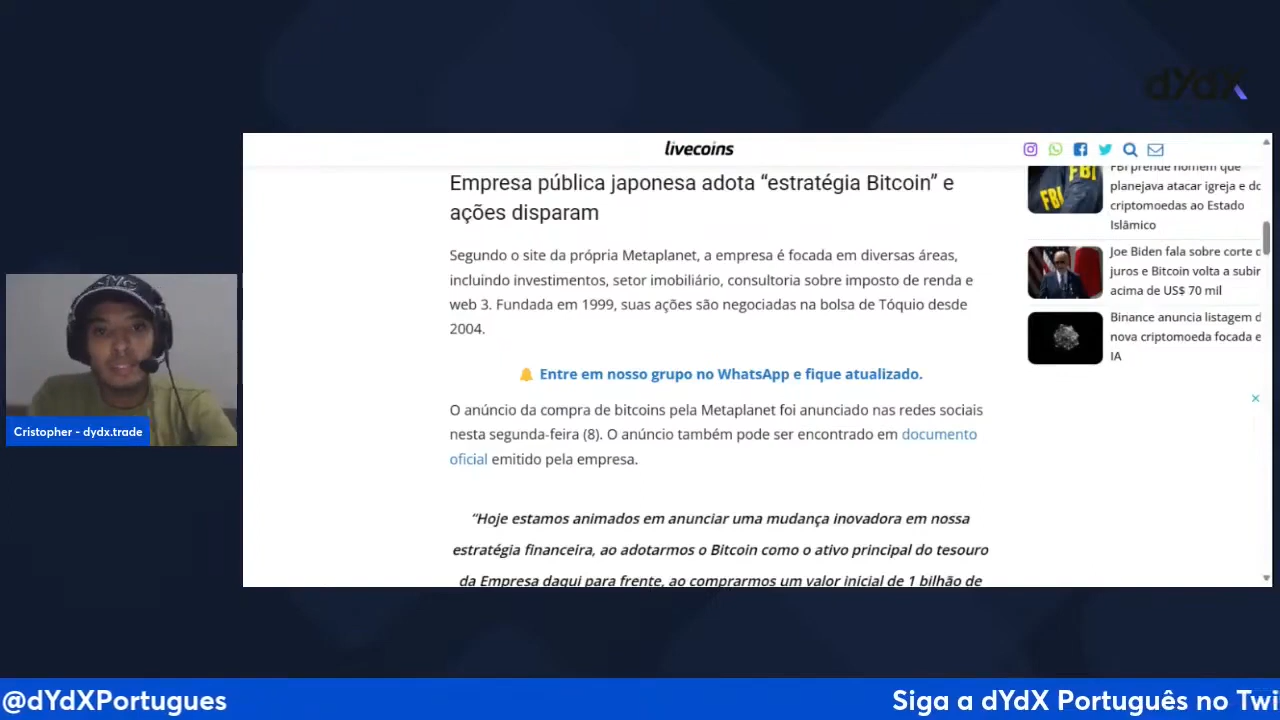 dYdX
livecoins
Empresa pública japonesa adota “estratégia Bitcoin” e
ações disparam
Segundo o site da própria Metaplanet, a empresa é focada em diversas áreas,
incluindo investimentos, setor imobiliário, consultoria sobre imposto de renda e
web 3. Fundada em 1999, suas ações são negociadas na bolsa de Tóquio desde
2004.
Entre em nosso grupo no WhatsApp e fique atualizado.
O anúncio da compra de bitcoins pela Metaplanet foi anunciado nas redes sociais
nesta segunda-feira (8). O anúncio também pode ser encontrado em documento
oficial emitido pela empresa.
“Hoje estamos animados em anunciar uma mudança inovadora em nossa
estratégia financeira, ao adotarmos o Bitcoin como o ativo principal do tesouro
da Empresa daqui para frente, ao comprarmos um valor inicial de 1 bilhão de
FBI prende homem que
planejava atacar igreja e do
criptomoedas ao Estado
Islâmico
FBI
FBI
Joe Biden fala sobre corte d
juros e Bitcoin volta a subir
acima de US$ 70 mil
Binance anuncia listagem d
nova criptomoeda focada e
IA
Cristopher - dydx.trade
@dYdXPortugues
Siga a dYdX Português no Twi